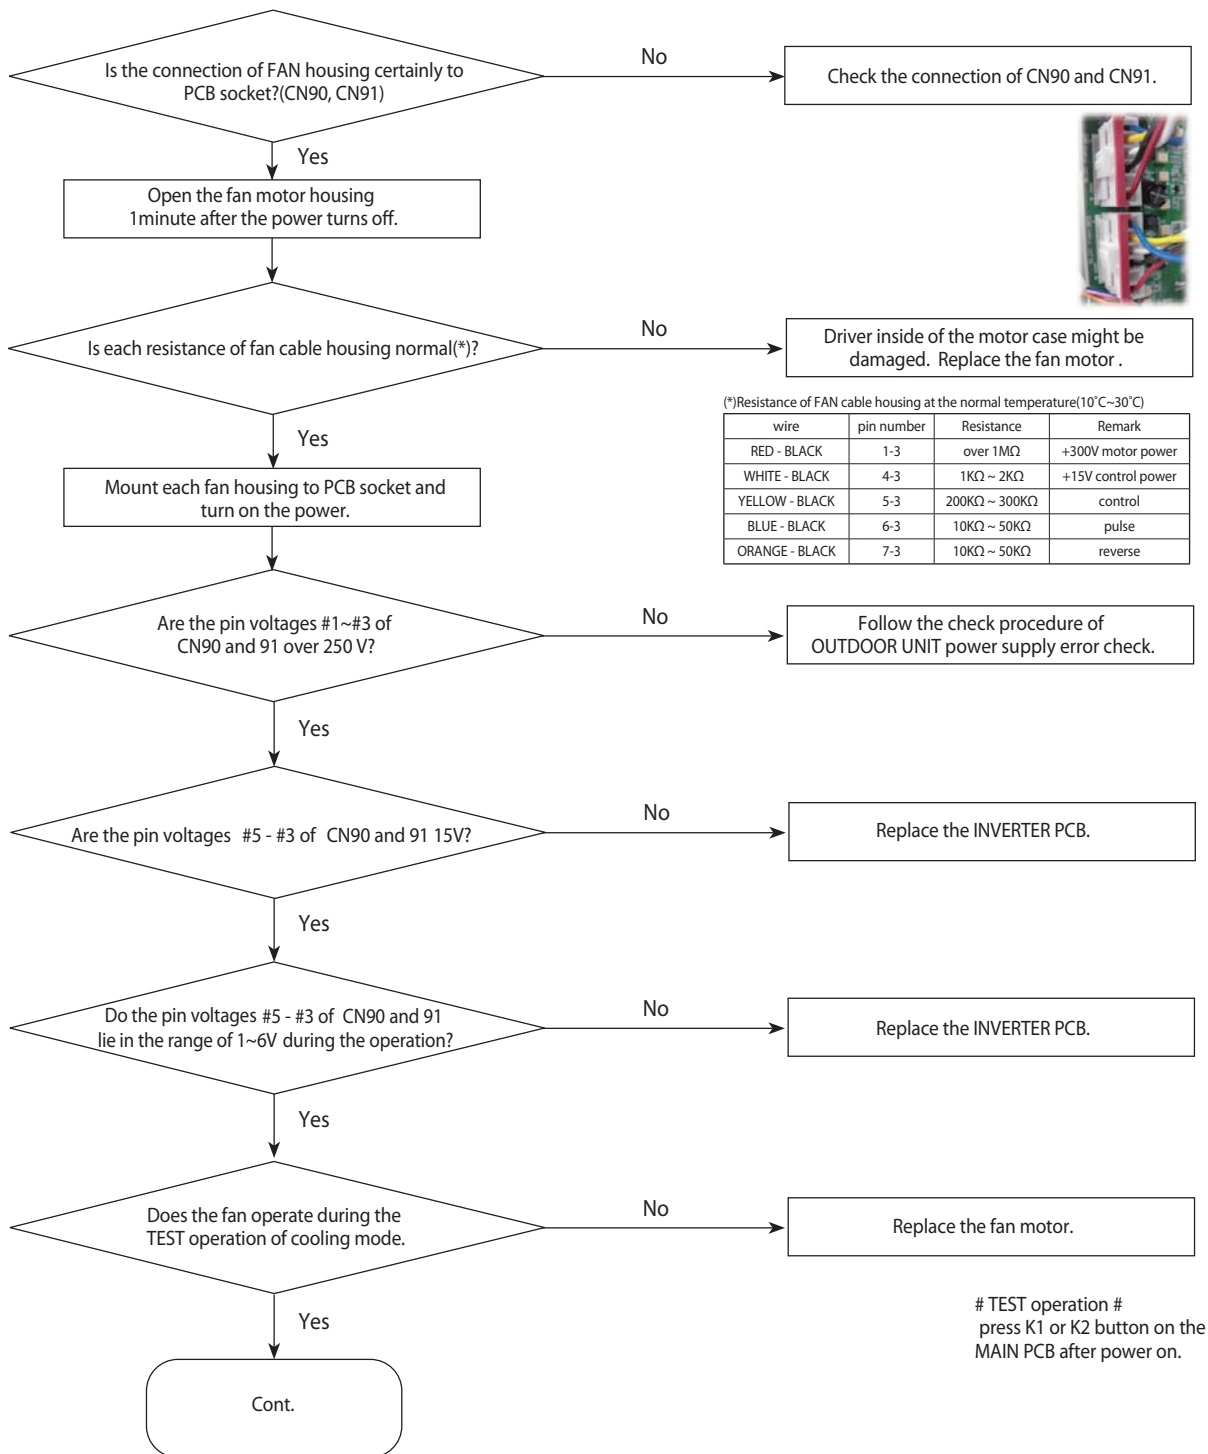 Is the connection of FAN housing certainly to
PCB socket?(CN90, CN91)
No
Check the connection of CN90 and CN91.
Yes
Open the fan motor housing
1minute after the power turns off.
Is each resistance of fan cable housing normal(*)?
No
Driver inside of the motor case might be
damaged. Replace the fan motor .
(*)Resistance of FAN cable housing at the normal temperature(10˚C~30˚C)
wire pin number Resistance Remark
RED - BLACK 1-3 over 1MΩ +300V motor power
WHITE - BLACK 4-3 1KΩ ~ 2KΩ +15V control power
YELLOW - BLACK 5-3 200KΩ ~ 300KΩ control
BLUE - BLACK 6-3 10KΩ ~ 50KΩ pulse
ORANGE - BLACK 7-3 10KΩ ~ 50KΩ reverse
Yes
Mount each fan housing to PCB socket and
turn on the power.
Are the pin voltages #1~#3 of
CN90 and 91 over 250 V?
No
Follow the check procedure of
OUTDOOR UNIT power supply error check.
Yes
Are the pin voltages #5 - #3 of CN90 and 91 15V?
No
Replace the INVERTER PCB.
Yes
Do the pin voltages #5 - #3 of CN90 and 91
lie in the range of 1~6V during the operation?
No
Replace the INVERTER PCB.
Yes
Does the fan operate during the
TEST operation of cooling mode.
No
Replace the fan motor.
# TEST operation #
press K1 or K2 button on the
MAIN PCB after power on.
Yes
Cont.